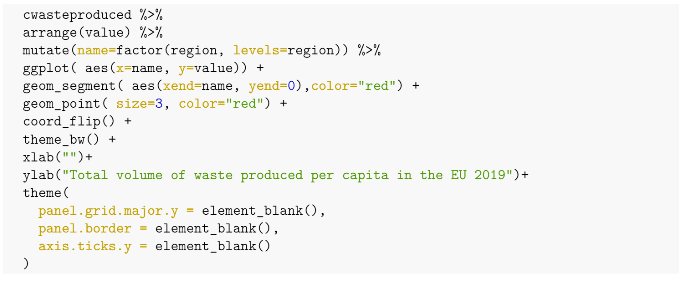 cwasteproduced %>%
arrange(value) %>%
mutate(name=factor(region, levels=region)) %>%
ggplot( aes(x=name, y=value)) +
geom_segment( aes(xend=name, yend=0),color="red") +
geom_point( size=3, color="red") +
coord_flip() +
theme_bw() +
xlab("")+
ylab("Total volume of waste produced per capita in the EU 2019")+
theme(
  panel.grid.major.y = element_blank(),
  panel.border = element_blank(),
  axis.ticks.y = element_blank()
)